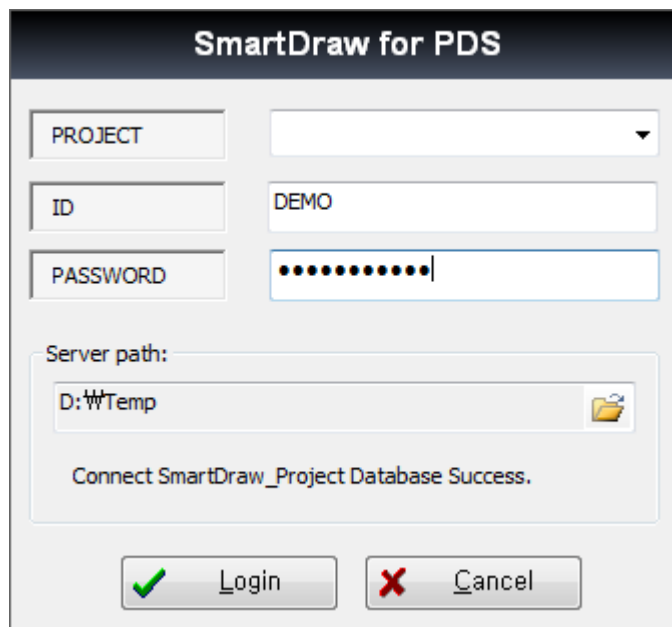 SmartDraw for PDS
PROJECT
ID DEMO
PASSWORD •••••••••••
Server path:
D:₩Temp
Connect SmartDraw_Project Database Success.
Login Cancel